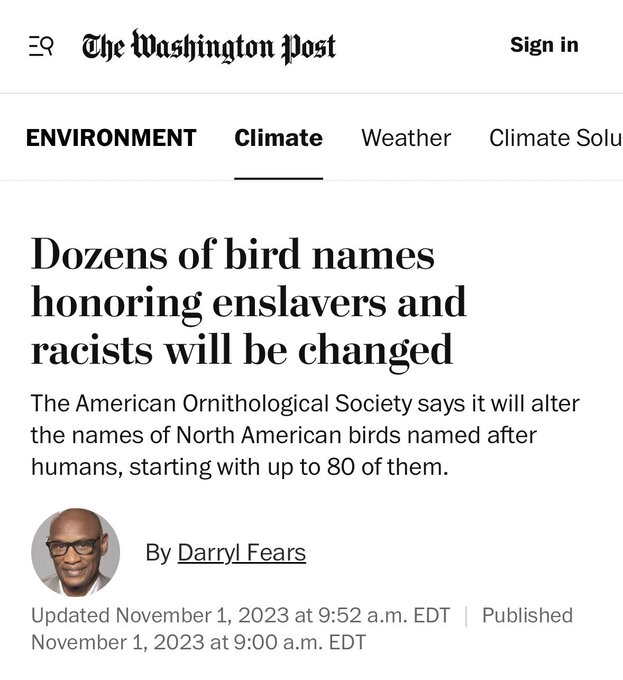 The Washington Post
Sign in
ENVIRONMENT Climate Weather Climate Solu
Dozens of bird names
honoring enslavers and
racists will be changed
The American Ornithological Society says it will alter
the names of North American birds named after
humans, starting with up to 80 of them.
By Darryl Fears
Updated November 1, 2023 at 9:52 a.m. EDT | Published
November 1, 2023 at 9:00 a.m. EDT